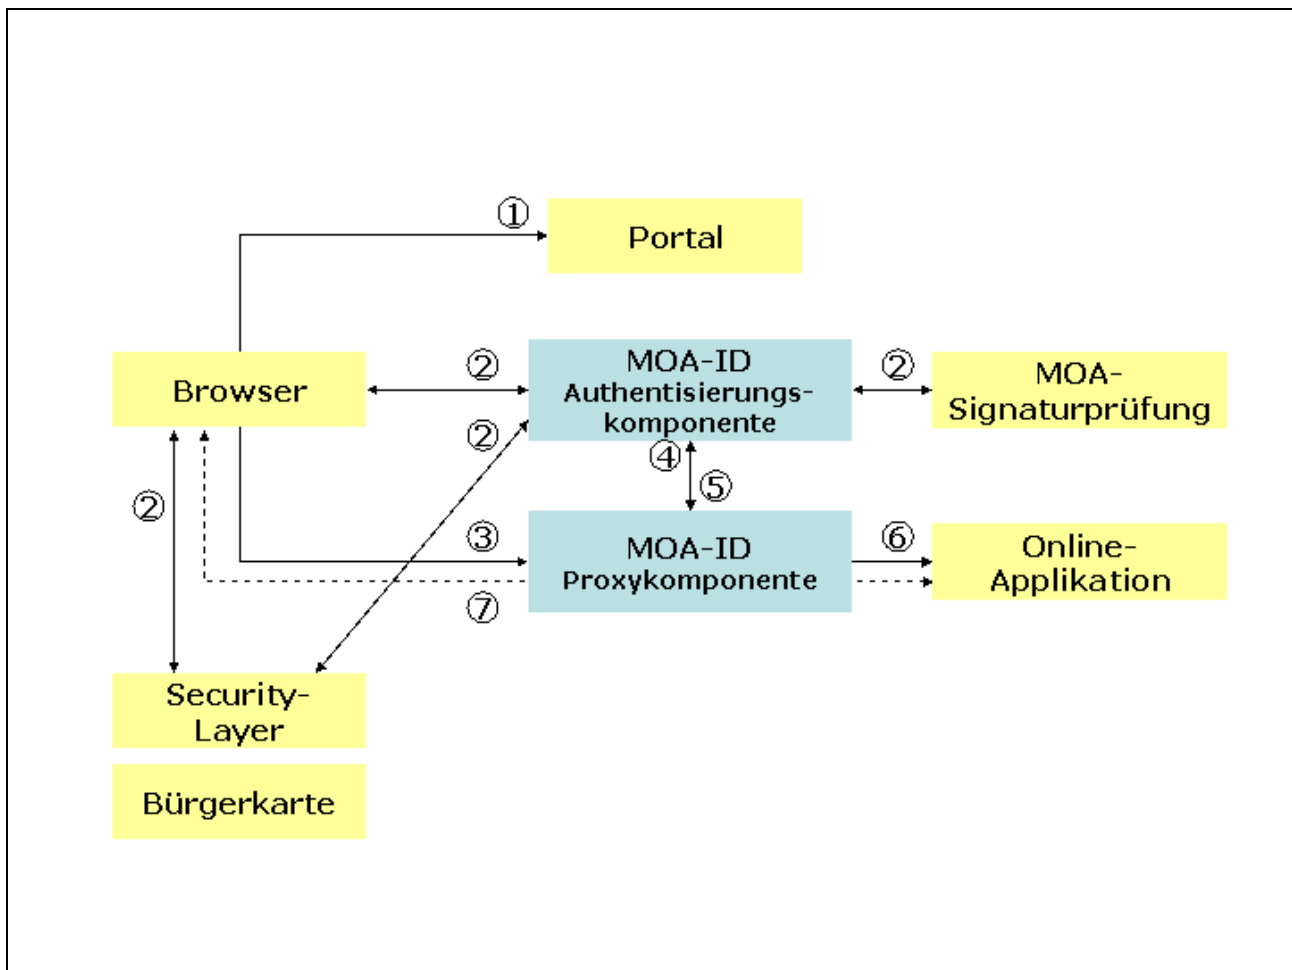 ①
Portal
Browser
②
MOA-ID
Authentisierungs-
komponente
②
MOA-
Signaturprüfung
②
④
⑤
②
③
MOA-ID
Proxykomponente
⑥
Online-
Applikation
⑦
Security-
Layer
Bürgerkarte